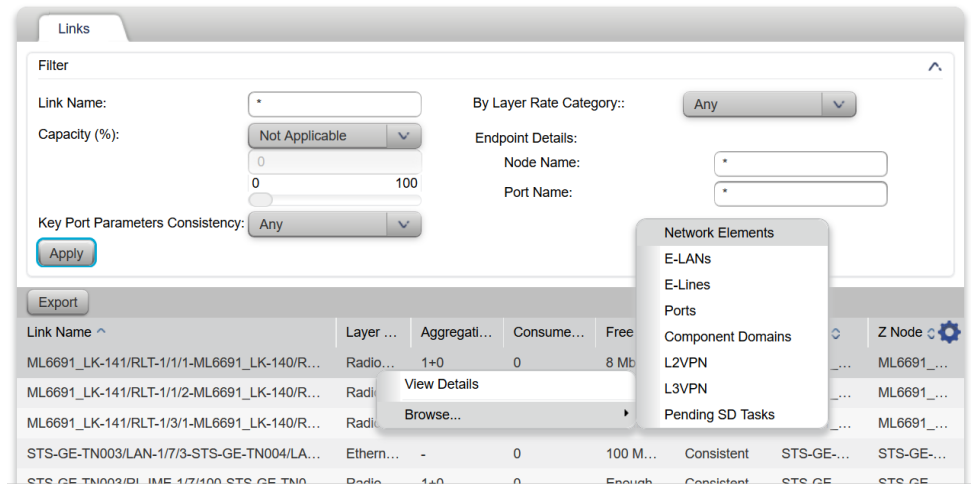 Links
Filter
Link Name: * By Layer Rate Category:: Any
Capacity (%): Not Applicable Endpoint Details:
0 Node Name: *
0 100 Port Name: *
Key Port Parameters Consistency: Any
Apply
Network Elements
E-LANs
E-Lines
Ports
Component Domains
L2VPN
L3VPN
Pending SD Tasks
Export
Link Name Layer ... Aggregati... Consume... Free Z Node
ML6691_LK-141/RLT-1/1/1-ML6691_LK-140/R... Radio... 1+0 0 8 Mb ... ML6691_...
View Details
Browse...
ML6691_LK-141/RLT-1/1/2-ML6691_LK-140/R... Radi _... ML6691_...
ML6691_LK-141/RLT-1/3/1-ML6691_LK-140/R... Radi _... ML6691_...
STS-GE-TN003/LAN-1/7/3-STS-GE-TN004/LA... Ethern... - 0 100 M... Consistent STS-GE-... STS-GE-...